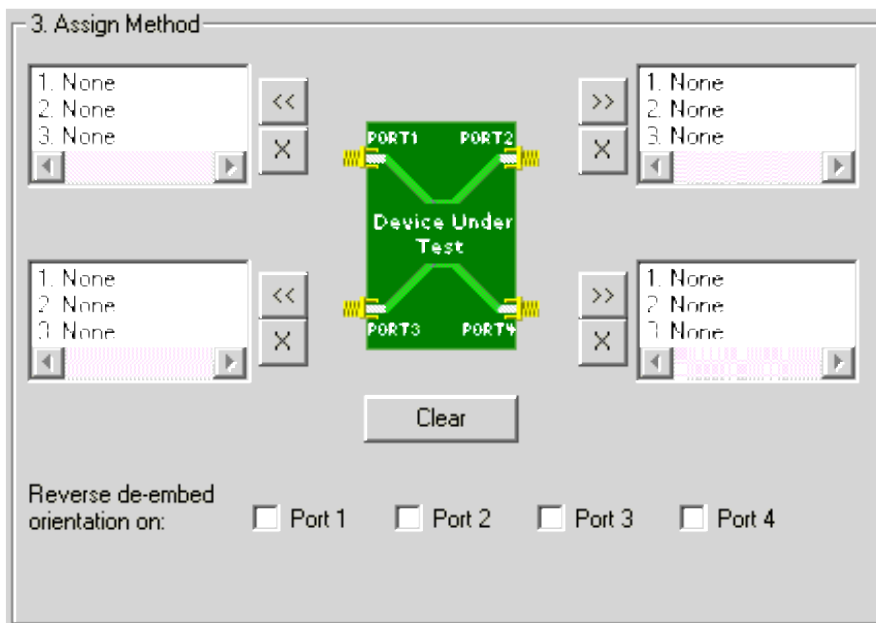 3. Assign Method
1. None
2. None
3. None
<<
X
>>
X
1. None
2. None
3. None
PORT1 PORT2
Device Under
Test
PORT3 PORT4
1. None
2. None
3. None
<<
X
>>
X
1. None
2. None
3. None
Clear
Reverse de-embed
orientation on:
Port 1 Port 2 Port 3 Port 4